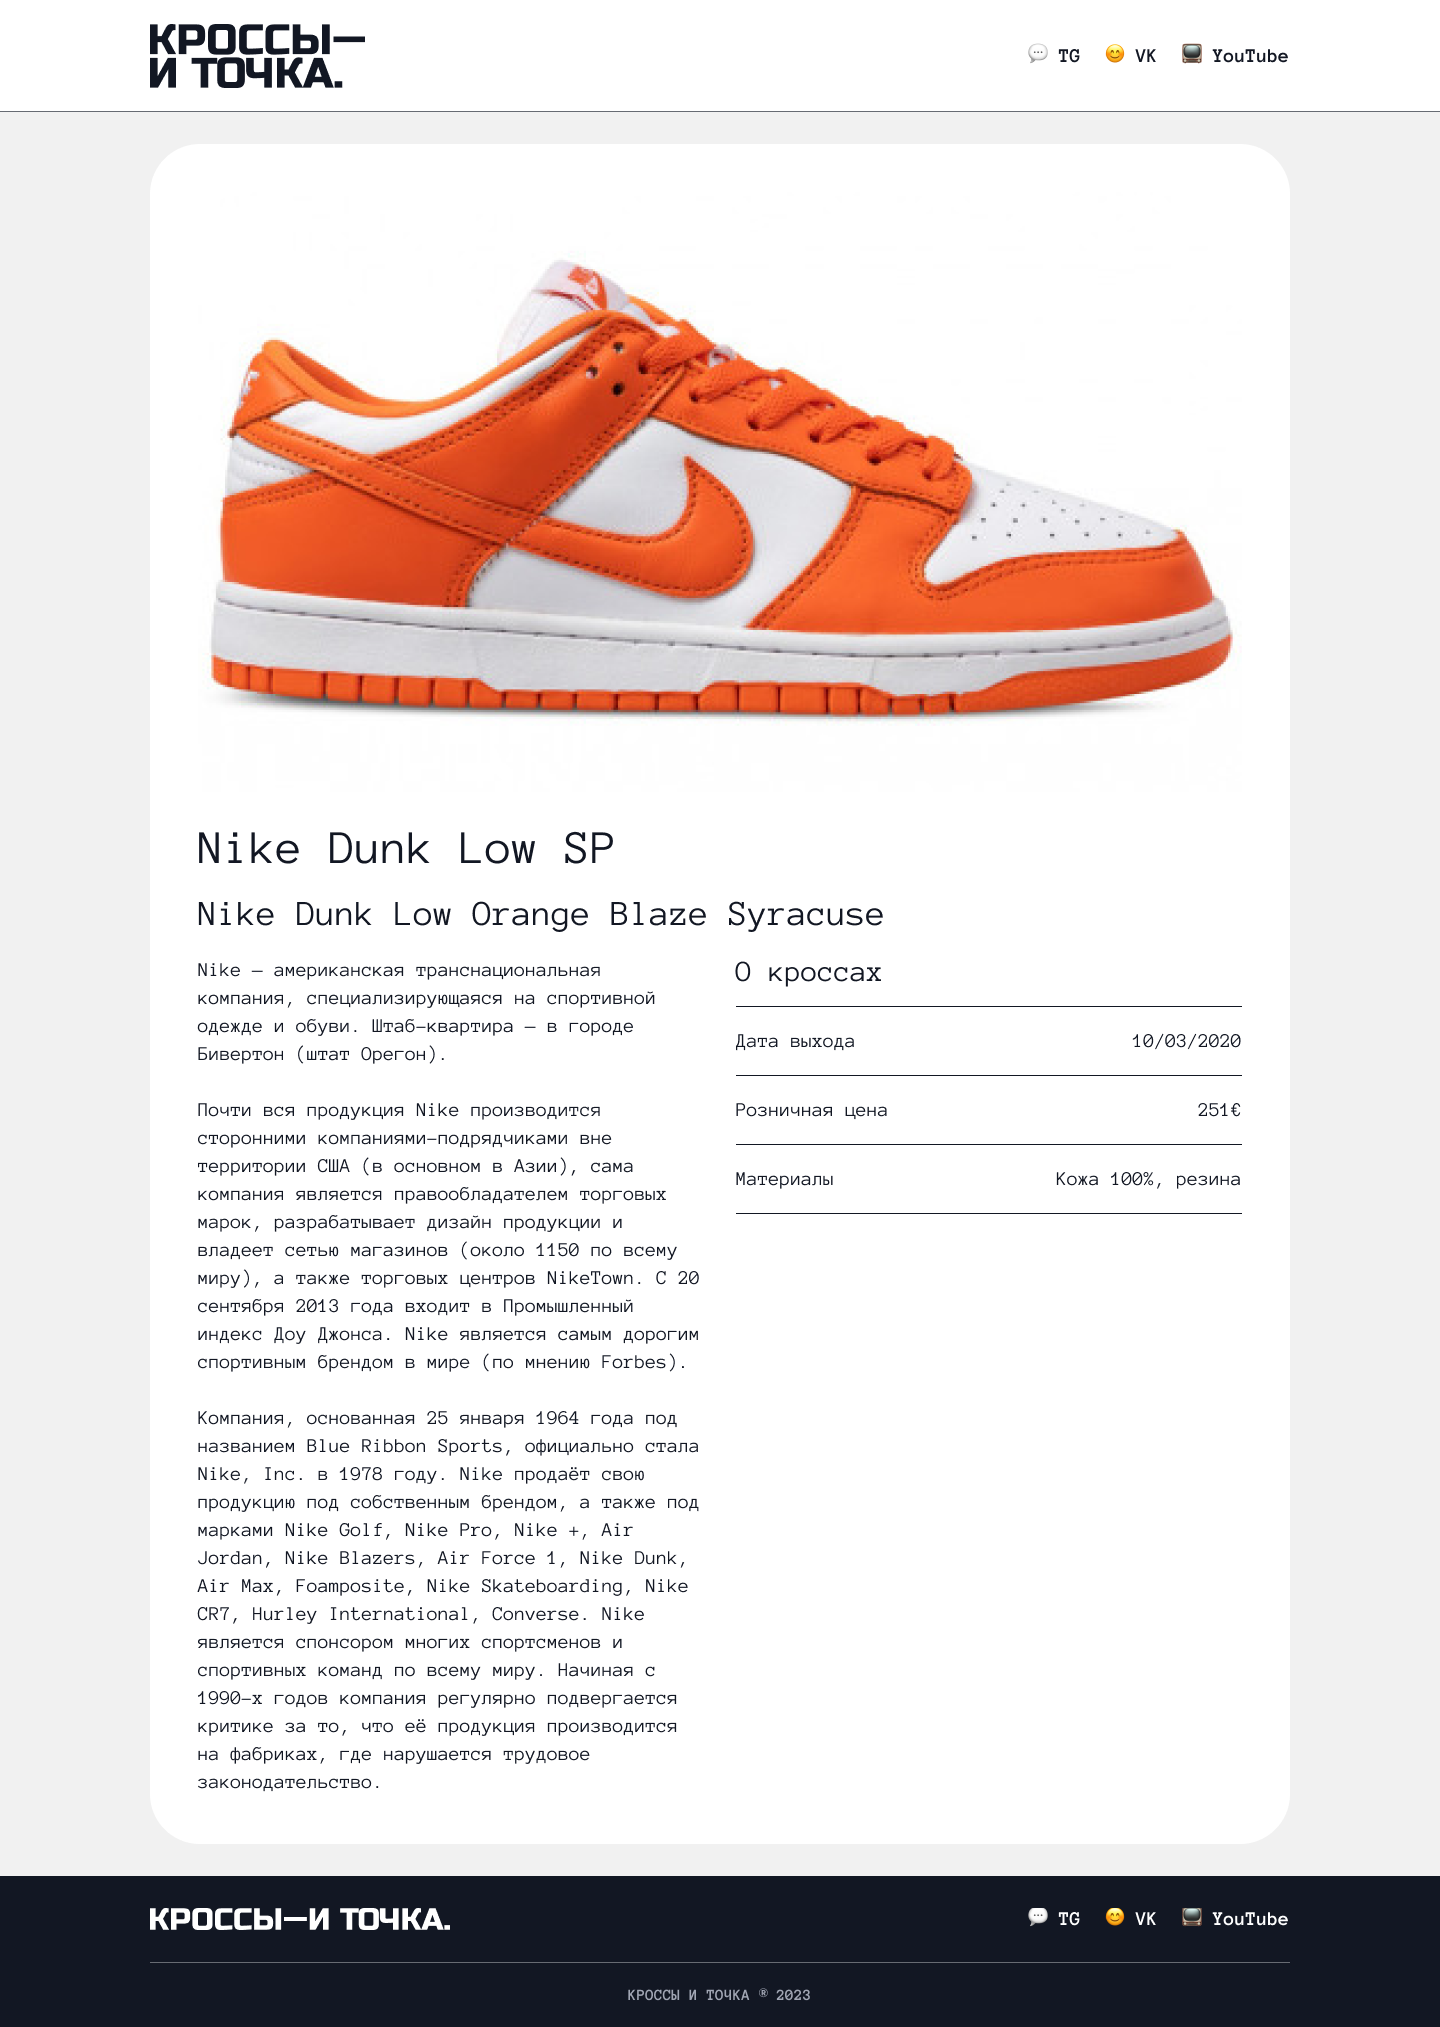 КРОССЫ—
И ТОЧКА.
💬 TG 😊 VK 📺 YouTube
Nike Dunk Low SP
Nike Dunk Low Orange Blaze Syracuse
Nike — американская транснациональная
компания, специализирующаяся на спортивной
одежде и обуви. Штаб-квартира — в городе
Бивертон (штат Орегон).
Почти вся продукция Nike производится
сторонними компаниями-подрядчиками вне
территории США (в основном в Азии), сама
компания является правообладателем торговых
марок, разрабатывает дизайн продукции и
владеет сетью магазинов (около 1150 по всему
миру), а также торговых центров NikeTown. С 20
сентября 2013 года входит в Промышленный
индекс Доу Джонса. Nike является самым дорогим
спортивным брендом в мире (по мнению Forbes).
Компания, основанная 25 января 1964 года под
названием Blue Ribbon Sports, официально стала
Nike, Inc. в 1978 году. Nike продаёт свою
продукцию под собственным брендом, а также под
марками Nike Golf, Nike Pro, Nike +, Air
Jordan, Nike Blazers, Air Force 1, Nike Dunk,
Air Max, Foamposite, Nike Skateboarding, Nike
CR7, Hurley International, Converse. Nike
является спонсором многих спортсменов и
спортивных команд по всему миру. Начиная с
1990-х годов компания регулярно подвергается
критике за то, что её продукция производится
на фабриках, где нарушается трудовое
законодательство.
О кроссах
Дата выхода 10/03/2020
Розничная цена 251€
Материалы Кожа 100%, резина
КРОССЫ—И ТОЧКА.
💬 TG 😊 VK 📺 YouTube
КРОССЫ И ТОЧКА ® 2023